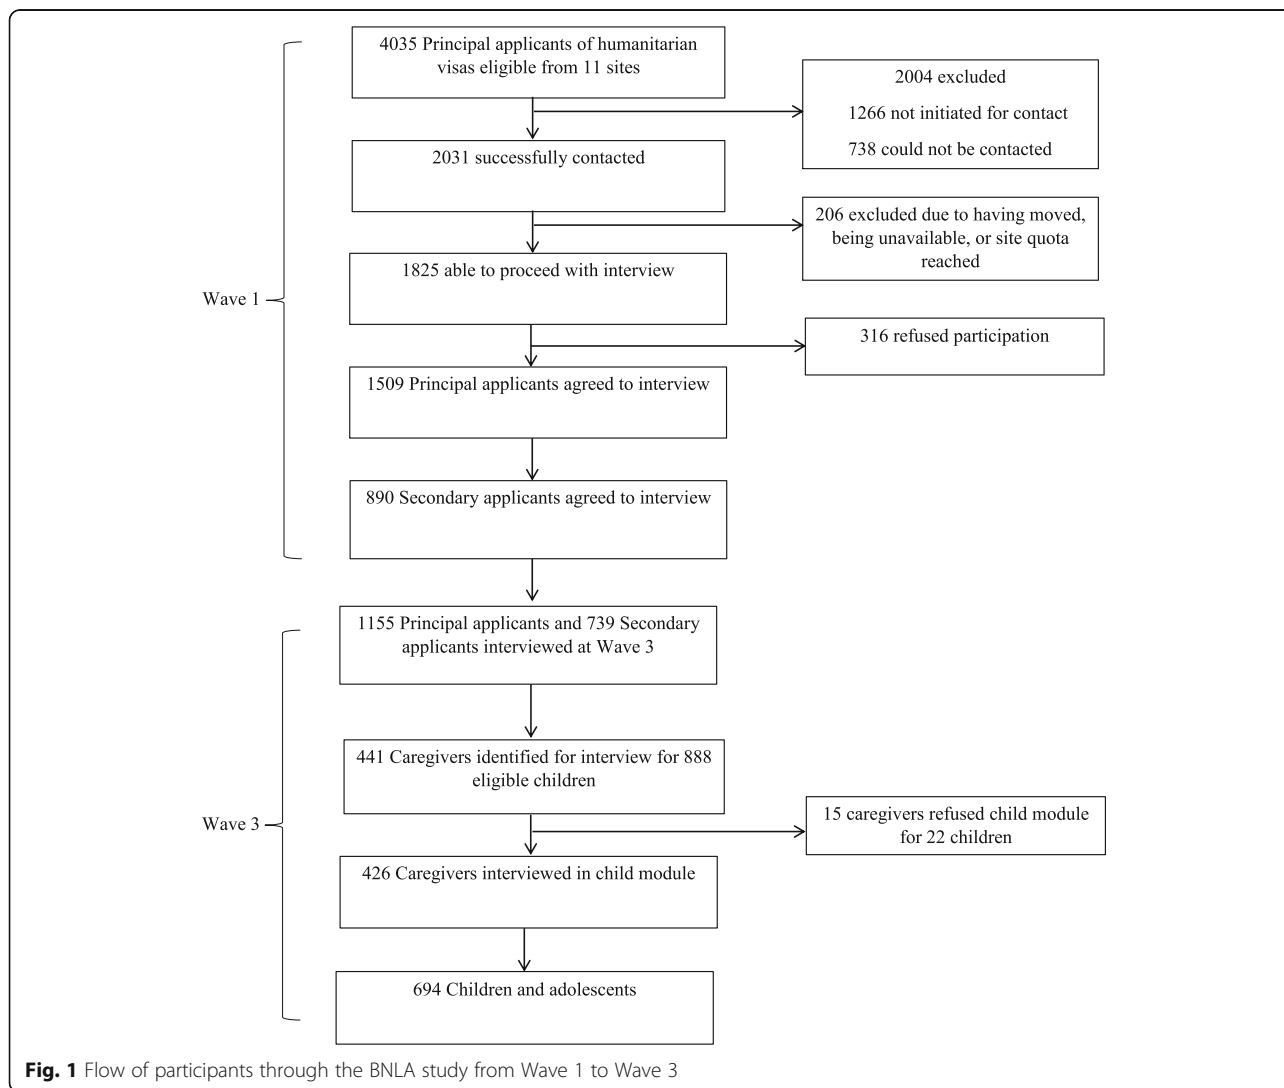 4035 Principal applicants of humanitarian
visas eligible from 11 sites
2004 excluded
1266 not initiated for contact
738 could not be contacted
2031 successfully contacted
206 excluded due to having moved,
being unavailable, or site quota
reached
1825 able to proceed with interview
Wave 1
316 refused participation
1509 Principal applicants agreed to interview
890 Secondary applicants agreed to interview
1155 Principal applicants and 739 Secondary
applicants interviewed at Wave 3
441 Caregivers identified for interview for 888
eligible children
Wave 3
15 caregivers refused child module
for 22 children
426 Caregivers interviewed in child module
694 Children and adolescents
Fig. 1 Flow of participants through the BNLA study from Wave 1 to Wave 3